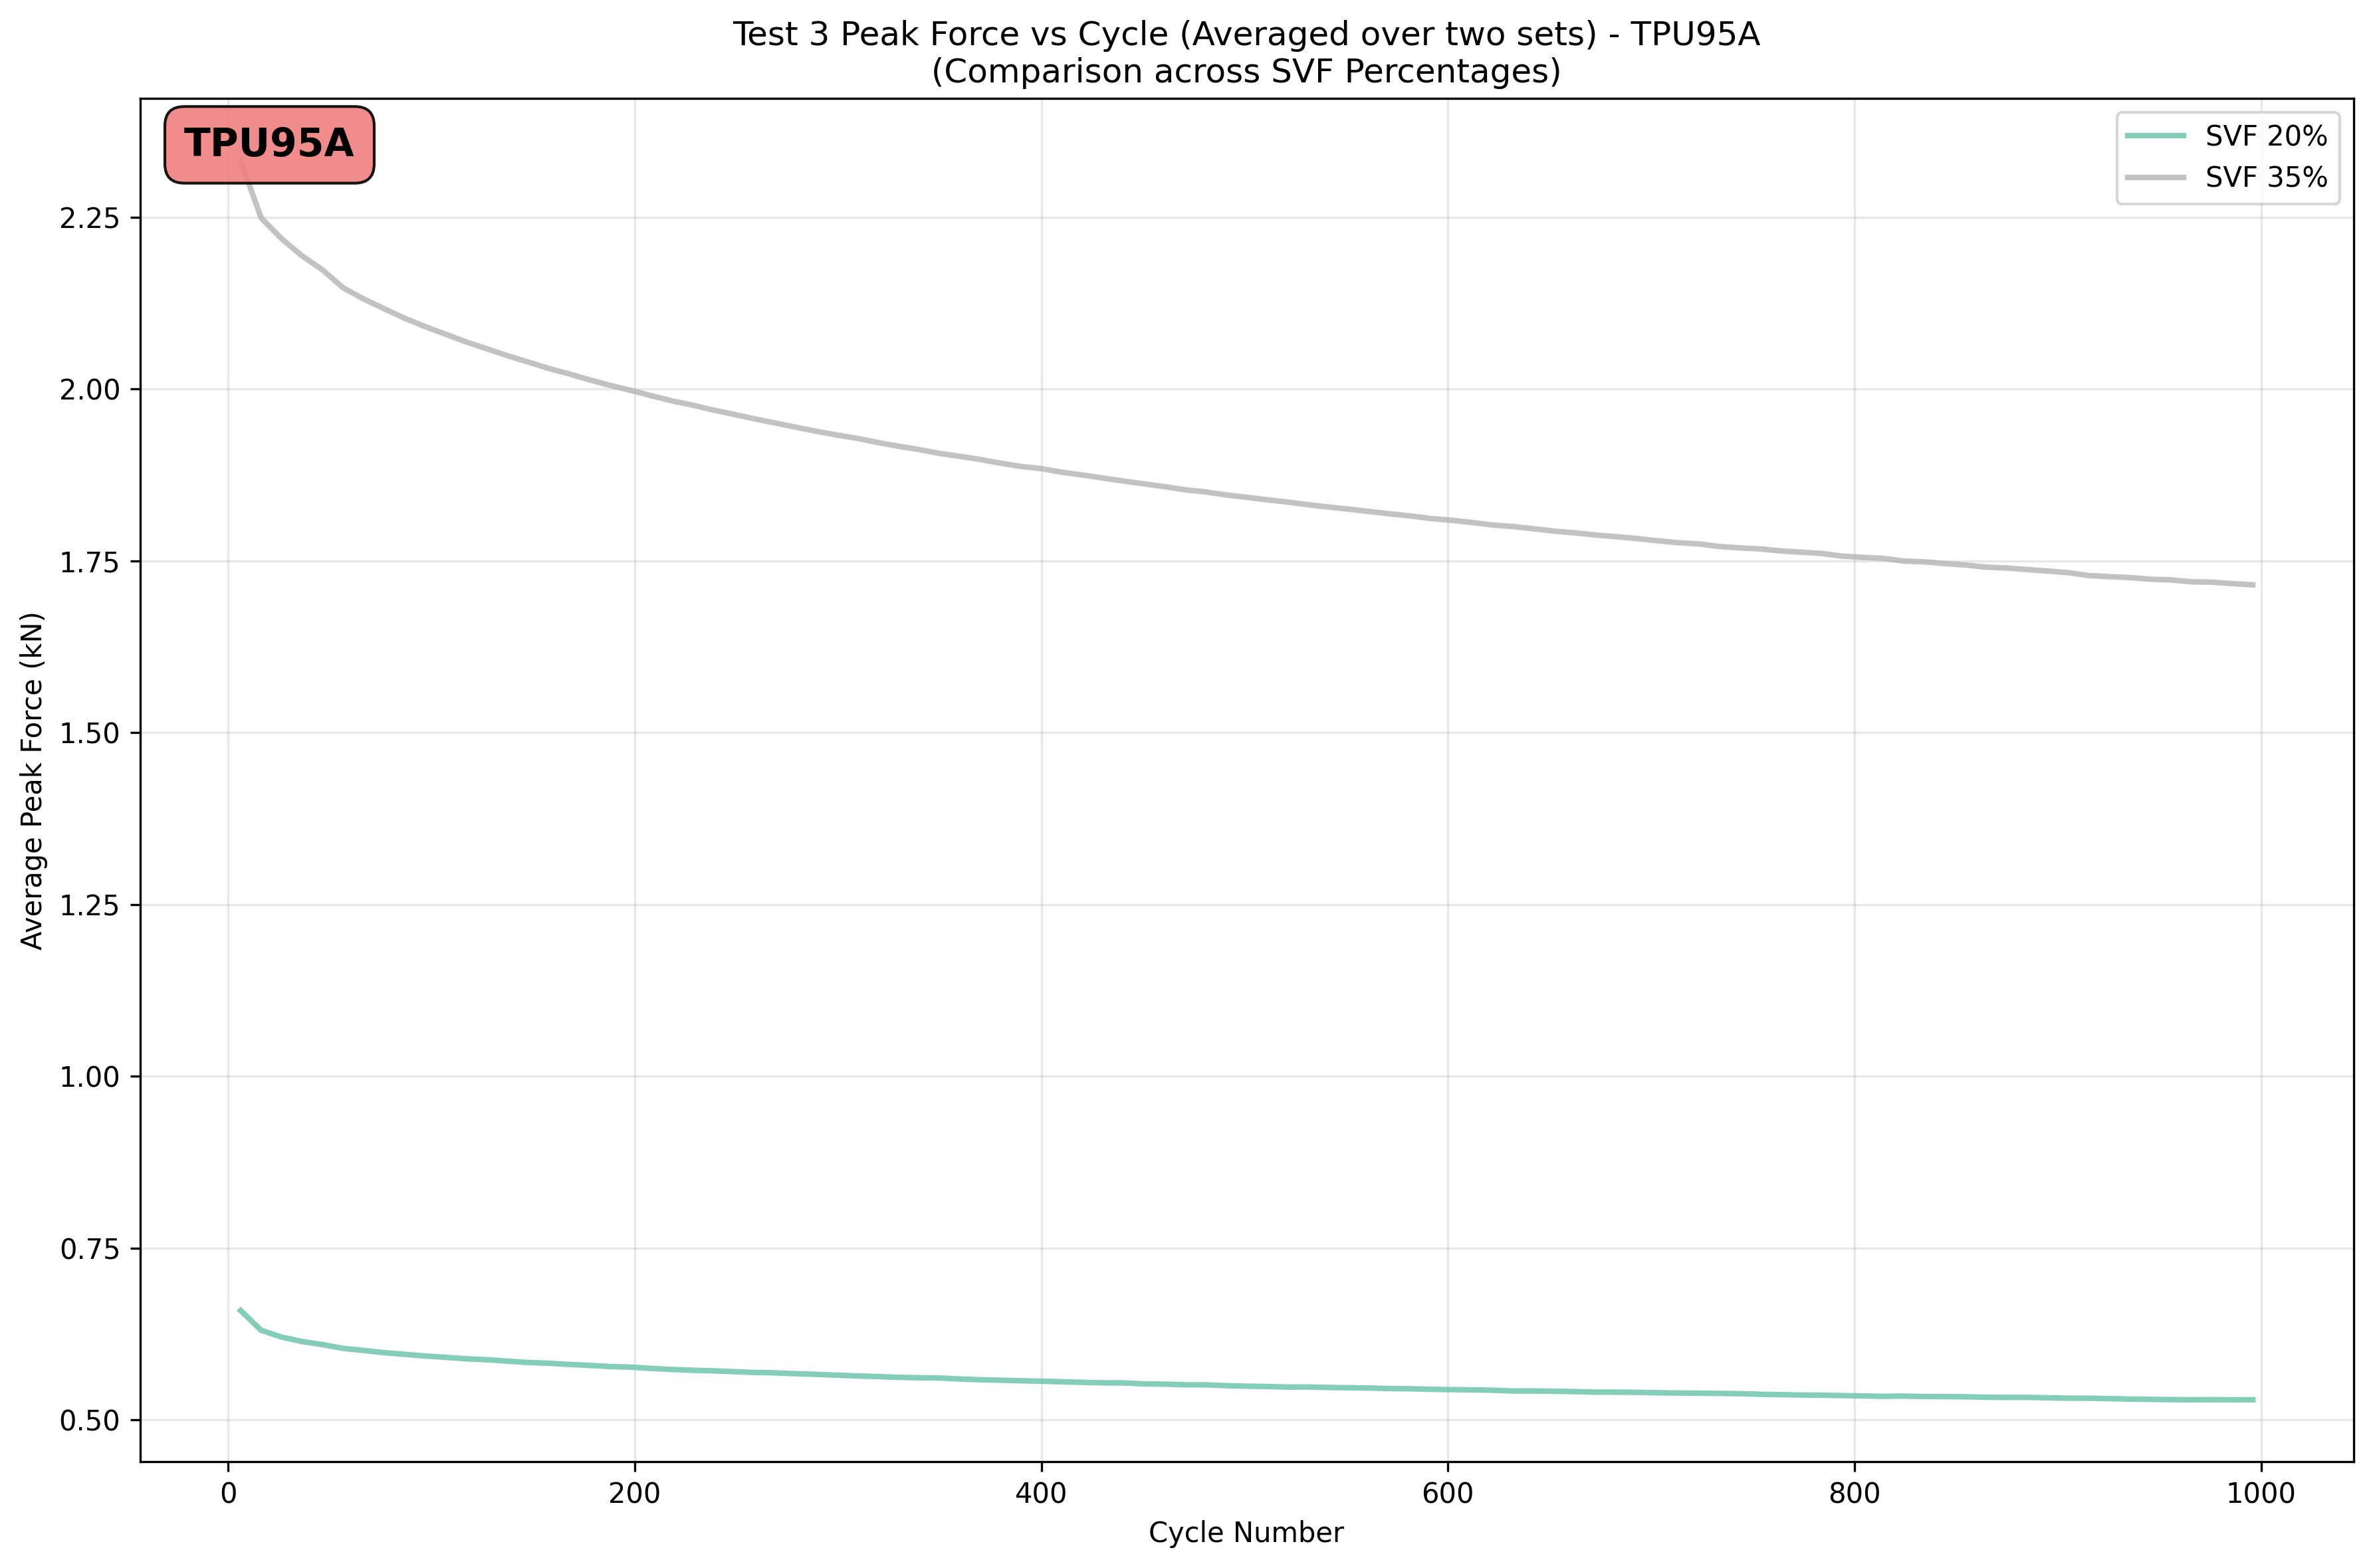 Test 3 Peak Force vs Cycle (Averaged over two sets) - TPU95A
(Comparison across SVF Percentages)
TPU95A
SVF 20%
SVF 35%
Average Peak Force (kN)
2.25
2.00
1.75
1.50
1.25
1.00
0.75
0.50
0
200
400
600
800
1000
Cycle Number